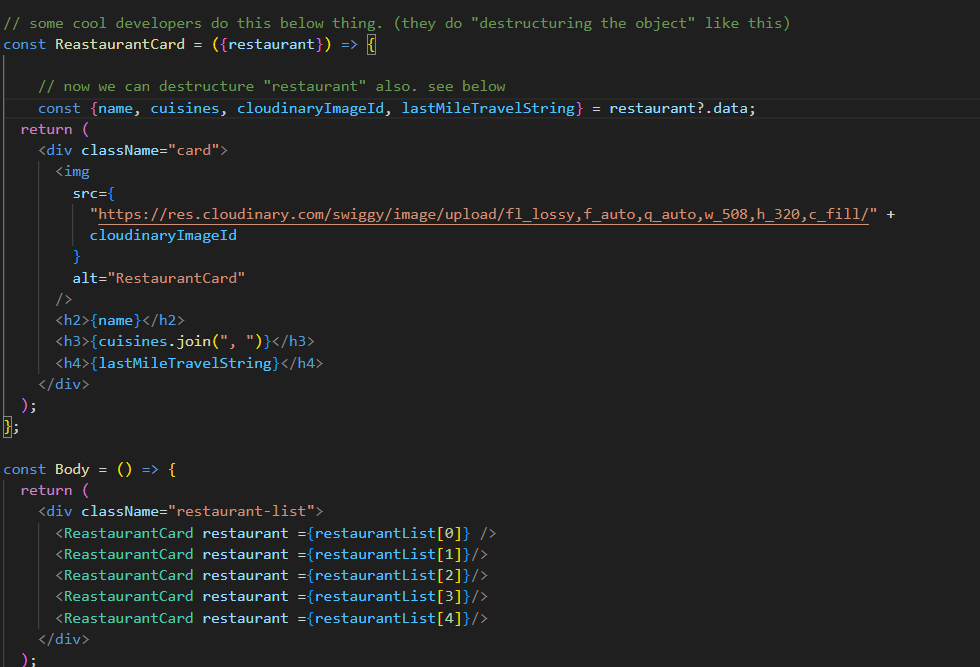 // some cool developers do this below thing. (they do "destructuring the object" like this)
const ReastaurantCard = ({restaurant}) => {
// now we can destructure "restaurant" also. see below
const {name, cuisines, cloudinaryImageId, lastMileTravelString} = restaurant?.data;
return (
<div className="card">
<img
src={
"https://res.cloudinary.com/swiggy/image/upload/fl_lossy,f_auto,q_auto,w_508,h_320,c_fill/" +
cloudinaryImageId
}
alt="RestaurantCard"
/>
<h2>{name}</h2>
<h3>{cuisines.join(", ")}</h3>
<h4>{lastMileTravelString}</h4>
</div>
);
};
const Body = () => {
return (
<div className="restaurant-list">
<ReastaurantCard restaurant ={restaurantList[0]} />
<ReastaurantCard restaurant ={restaurantList[1]}/>
<ReastaurantCard restaurant ={restaurantList[2]}/>
<ReastaurantCard restaurant ={restaurantList[3]}/>
<ReastaurantCard restaurant ={restaurantList[4]}/>
</div>
);